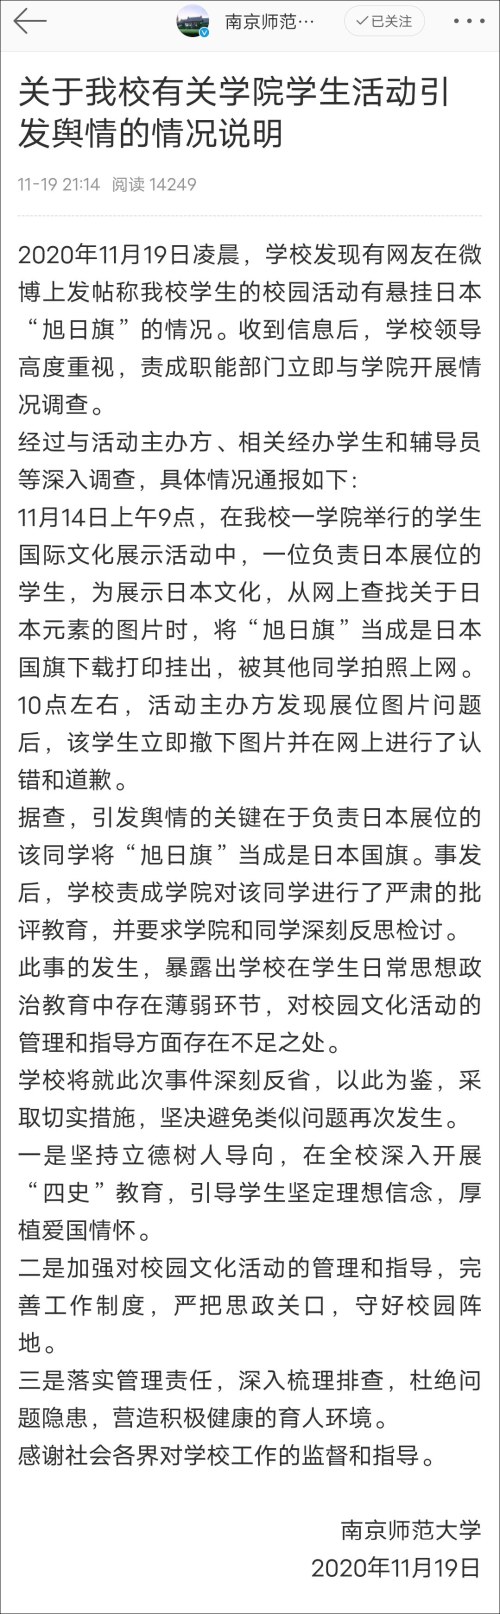 南京师范…
已关注
关于我校有关学院学生活动引
发舆情的情况说明
11-19 21:14 阅读 14249
2020年11月19日凌晨，学校发现有网友在微
博上发帖称我校学生的校园活动有悬挂日本
“旭日旗”的情况。收到信息后，学校领导
高度重视，责成职能部门立即与学院开展情
况调查。
经过与活动主办方、相关经办学生和辅导员
等深入调查，具体情况通报如下：
11月14日上午9点，在我校一学院举行的学生
国际文化展示活动中，一位负责日本展位的
学生，为展示日本文化，从网上查找关于日
本元素的图片时，将“旭日旗”当成是日本
国旗下载打印挂出，被其他同学拍照上网。
10点左右，活动主办方发现展位图片问题
后，该学生立即撤下图片并在网上进行了认
错和道歉。
据查，引发舆情的关键在于负责日本展位的
该同学将“旭日旗”当成是日本国旗。事发
后，学校责成学院对该同学进行了严肃的批
评教育，并要求学院和同学深刻反思检讨。
此事的发生，暴露出学校在学生日常思想政
治教育中存在薄弱环节，对校园文化活动的
管理和指导方面存在不足之处。
学校将就此次事件深刻反省，以此为鉴，采
取切实措施，坚决避免类似问题再次发生。
一是坚持立德树人导向，在全校深入开展
“四史”教育，引导学生坚定理想信念，厚
植爱国情怀。
二是加强对校园文化活动的管理和指导，完
善工作制度，严把思政关口，守好校园阵
地。
三是落实管理责任，深入梳理排查，杜绝问
题隐患，营造积极健康的育人环境。
感谢社会各界对学校工作的监督和指导。
南京师范大学
2020年11月19日